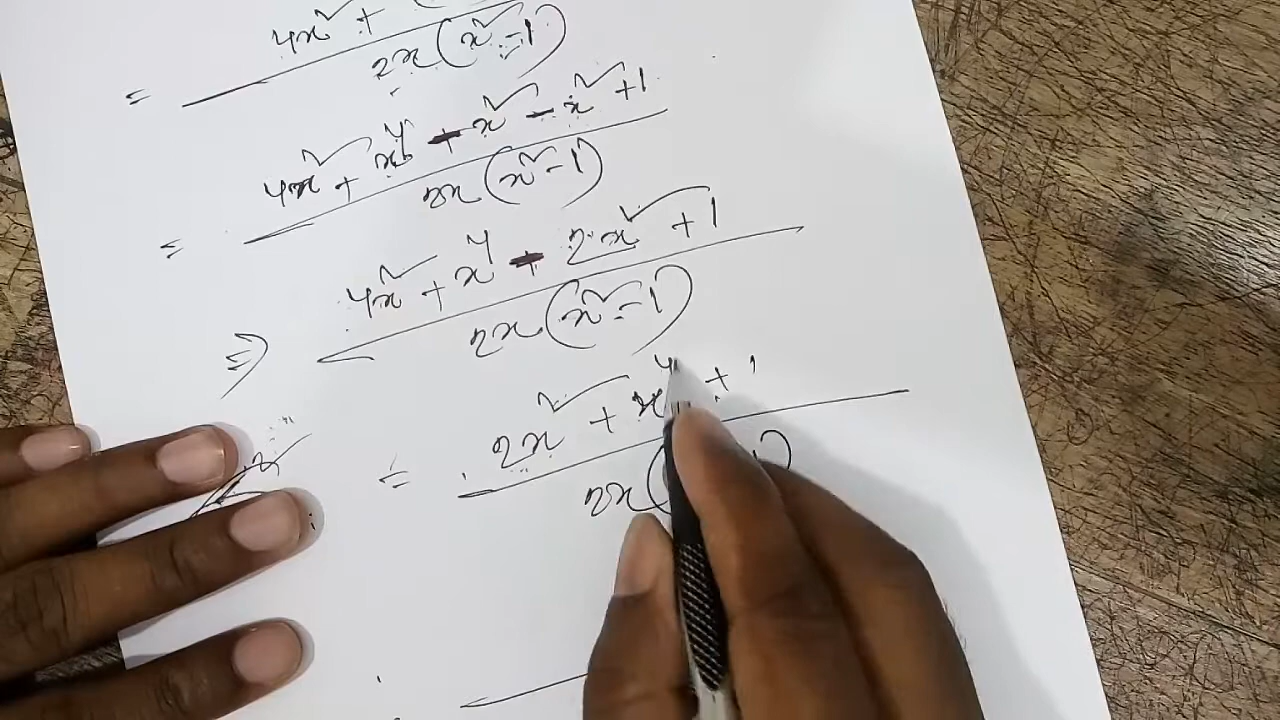 4x² +
= 2x(x² - 1)
4x² + x⁴ - x² - x² + 1
= 2x(x² - 1)
4x² + x⁴ - 2x² + 1
⇒ 2x(x² - 1)
2x² + x⁴ + 1
= 2x(